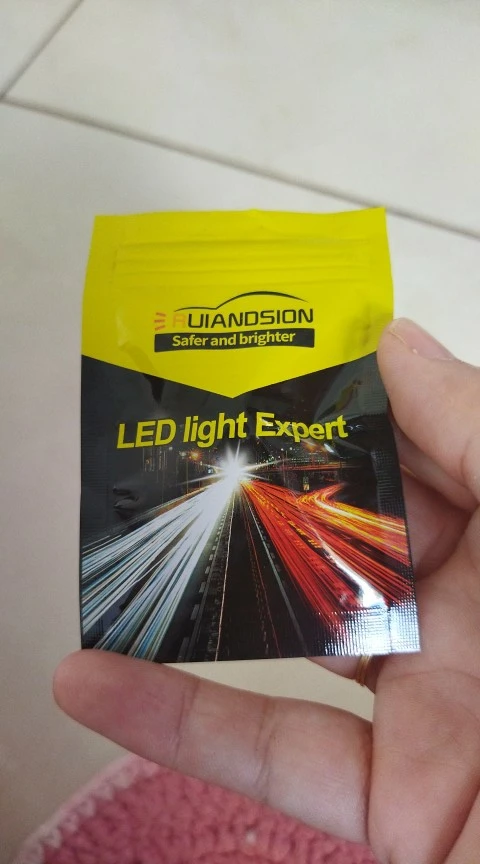 RUIANDSION
Safer and brighter
LED light Expert